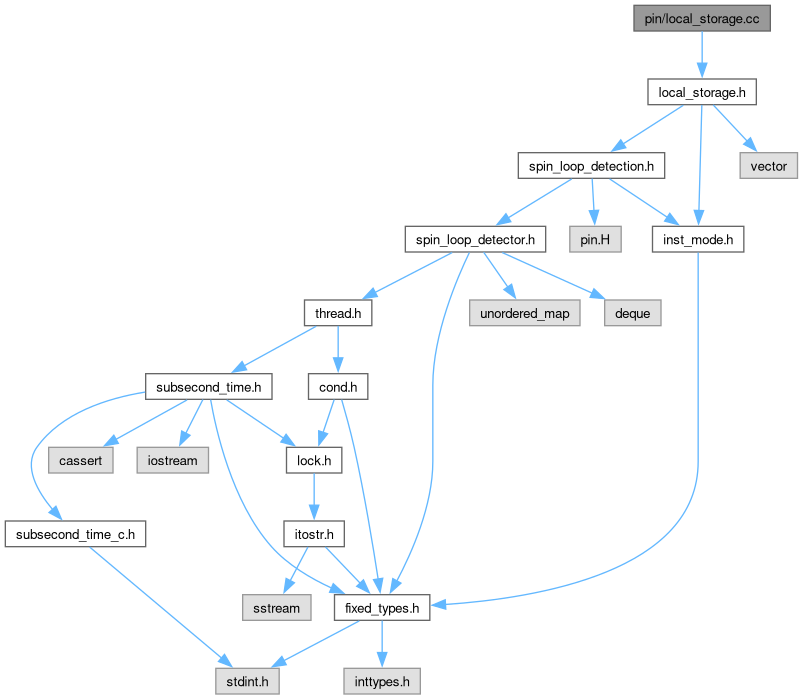 pin/local_storage.cc
local_storage.h
spin_loop_detection.h
vector
spin_loop_detector.h
pin.H
inst_mode.h
thread.h
unordered_map
deque
subsecond_time.h
cond.h
cassert
iostream
lock.h
subsecond_time_c.h
itostr.h
sstream
fixed_types.h
stdint.h
inttypes.h